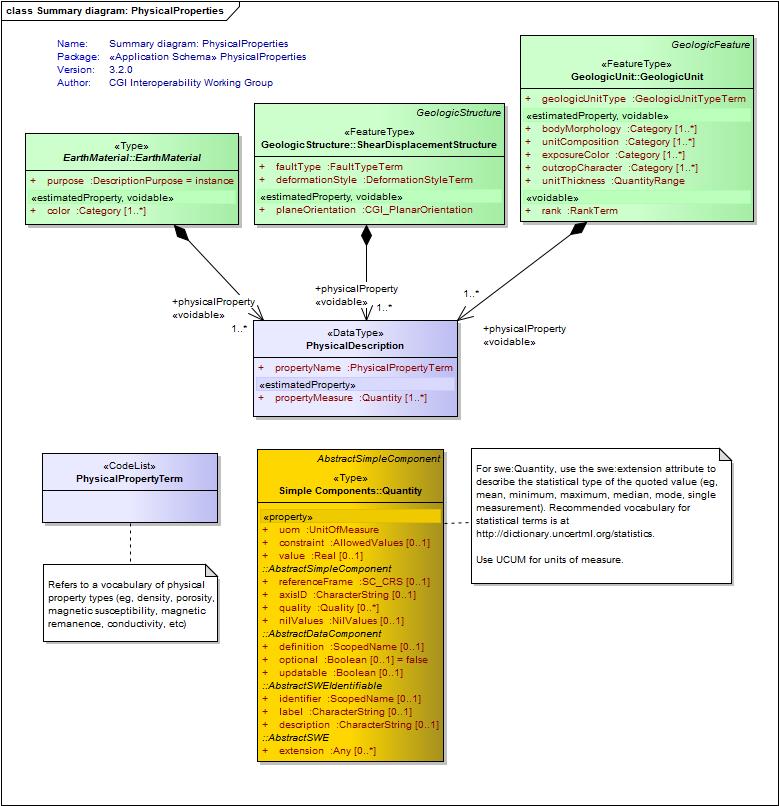 class Summary diagram: PhysicalProperties
Name: Summary diagram: PhysicalProperties
Package: «Application Schema» PhysicalProperties
Version: 3.2.0
Author: CGI Interoperability Working Group
GeologicFeature
«FeatureType»
GeologicUnit::GeologicUnit
+ geologicUnitType :GeologicUnitTypeTerm
«estimatedProperty, voidable»
+ bodyMorphology :Category [1..*]
+ unitComposition :Category [1..*]
+ exposureColor :Category [1..*]
+ outcropCharacter :Category [1..*]
+ unitThickness :QuantityRange
«voidable»
+ rank :RankTerm
GeologicStructure
«FeatureType»
GeologicStructure::ShearDisplacementStructure
+ faultType :FaultTypeTerm
+ deformationStyle :DeformationStyleTerm
«estimatedProperty, voidable»
+ planeOrientation :CGI_PlanarOrientation
«Type»
EarthMaterial::EarthMaterial
+ purpose :DescriptionPurpose = instance
«estimatedProperty, voidable»
+ color :Category [1..*]
+physicalProperty
«voidable»
1..*
+physicalProperty
«voidable»
1..*
1..*
+physicalProperty
«voidable»
«DataType»
PhysicalDescription
+ propertyName :PhysicalPropertyTerm
«estimatedProperty»
+ propertyMeasure :Quantity [1..*]
«CodeList»
PhysicalPropertyTerm
Refers to a vocabulary of physical
property types (eg, density, porosity,
magnetic susceptibility, magnetic
remanence, conductivity, etc)
AbstractSimpleComponent
«Type»
Simple Components::Quantity
«property»
+ uom :UnitOfMeasure
+ constraint :AllowedValues [0..1]
+ value :Real [0..1]
::AbstractSimpleComponent
+ referenceFrame :SC_CRS [0..1]
+ axisID :CharacterString [0..1]
+ quality :Quality [0..*]
+ nilValues :NilValues [0..1]
::AbstractDataComponent
+ definition :ScopedName [0..1]
+ optional :Boolean [0..1] = false
+ updatable :Boolean [0..1]
::AbstractSWEIdentifiable
+ identifier :ScopedName [0..1]
+ label :CharacterString [0..1]
+ description :CharacterString [0..1]
::AbstractSWE
+ extension :Any [0..*]
For swe:Quantity, use the swe:extension attribute to
describe the statistical type of the quoted value (eg,
mean, minimum, maximum, median, mode, single
measurement). Recommended vocabulary for
statistical terms is at
http://dictionary.uncertml.org/statistics.
Use UCUM for units of measure.